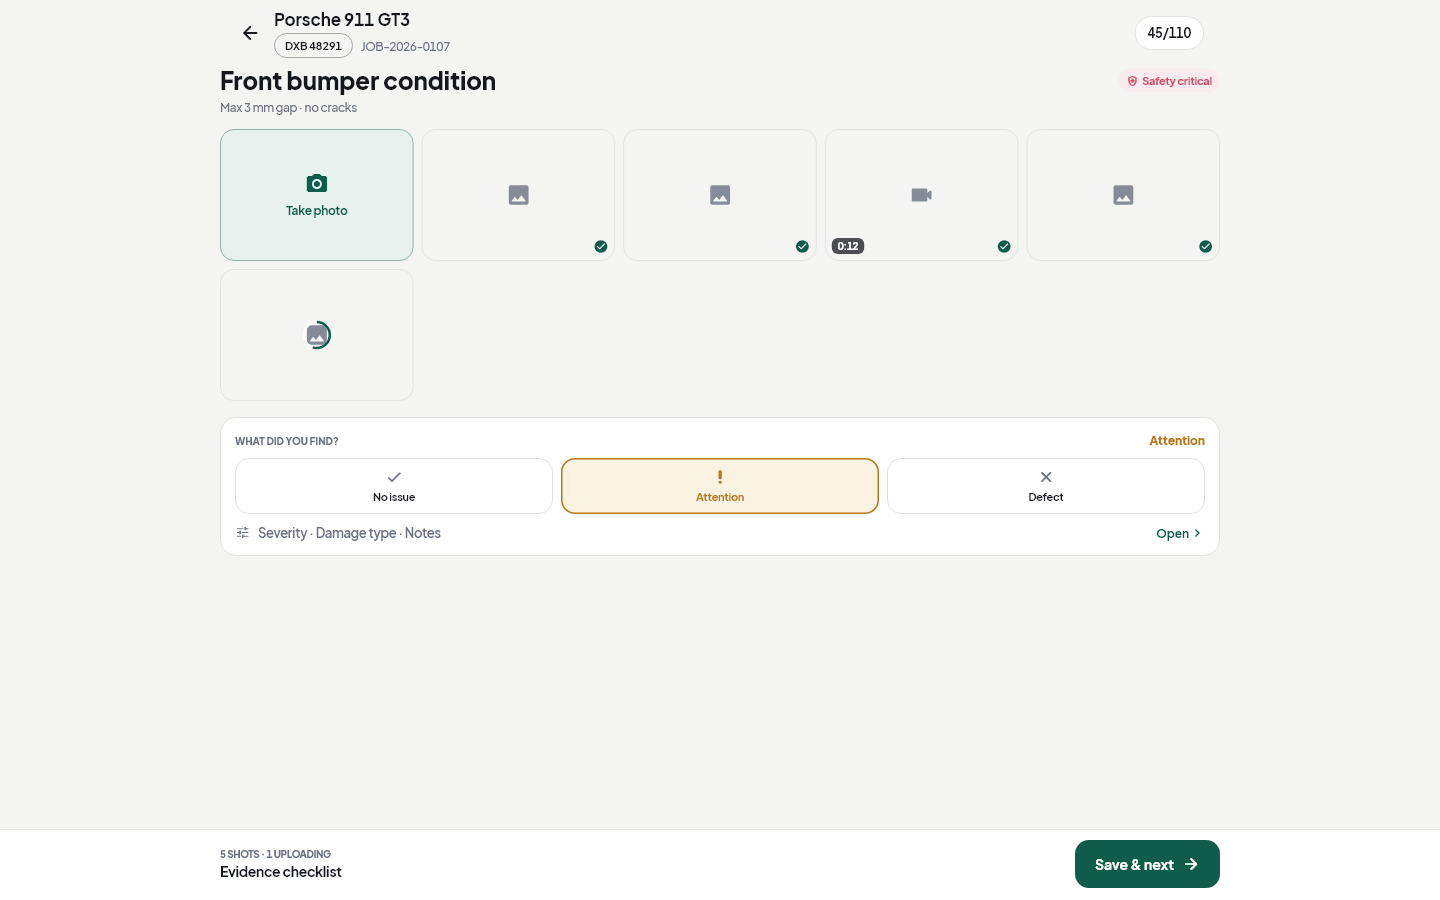 Porsche 911 GT3
DXB 48291 JOB-2026-0107
45/110
Front bumper condition
Safety critical
Max 3 mm gap · no cracks
Take photo
0:12
WHAT DID YOU FIND?
Attention
No issue
Attention
Defect
Severity · Damage type · Notes
Open
5 SHOTS · 1 UPLOADING
Evidence checklist
Save & next